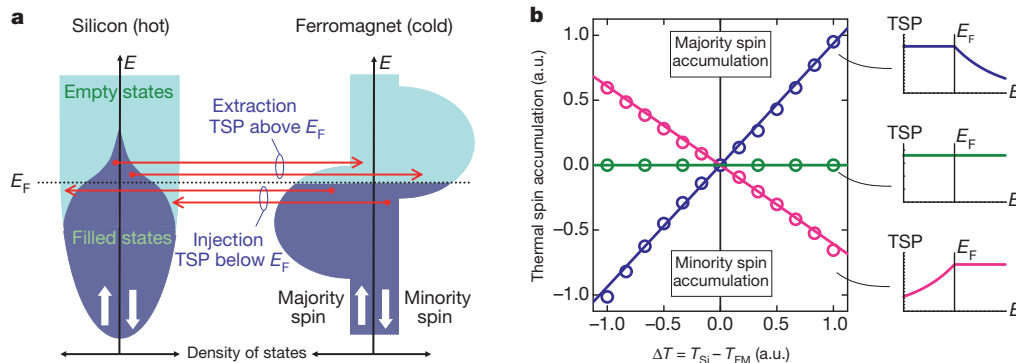 a
Silicon (hot)
Ferromagnet (cold)
E
E
Empty states
Extraction
TSP above EF
EF
Filled states
Injection
TSP below EF
Majority
spin
Minority
spin
Density of states
b
Thermal spin accumulation (a.u.)
1.0
0.5
0.0
−0.5
−1.0
Majority spin
accumulation
Minority spin
accumulation
−1.0
−0.5
0.0
0.5
1.0
ΔT = TSi − TFM (a.u.)
TSP
EF
E
TSP
EF
E
TSP
EF
E